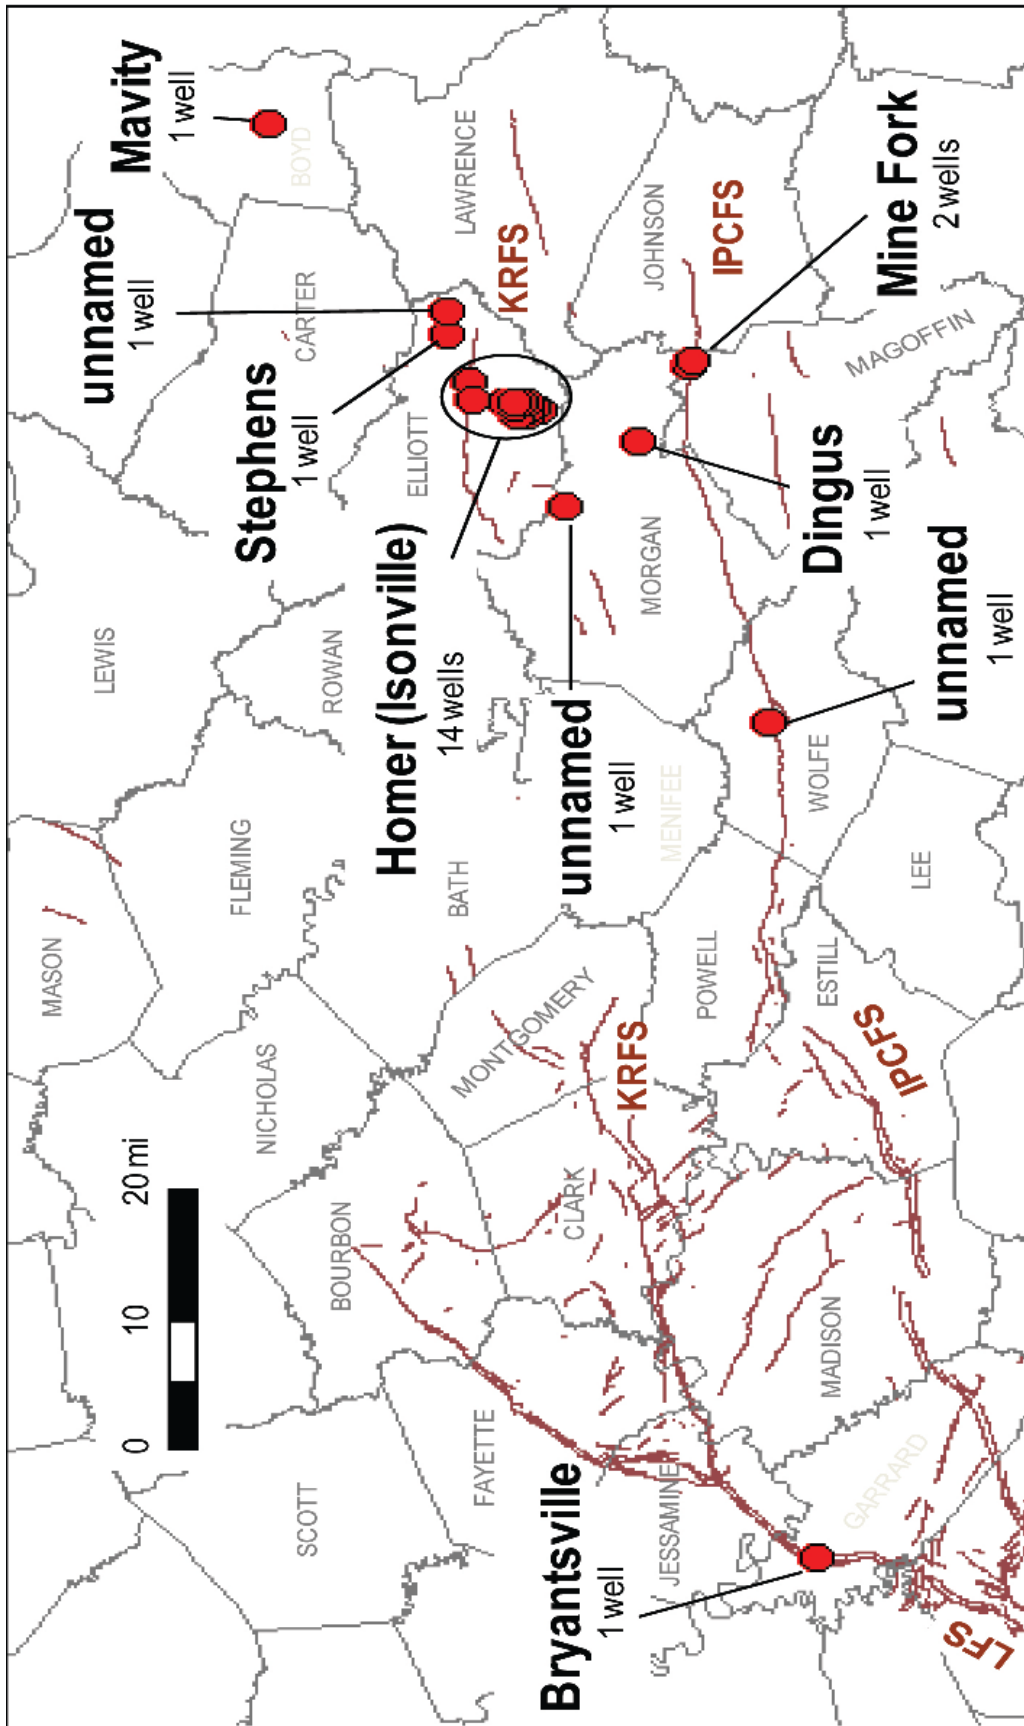 MASON
LEWIS
FLEMING
NICHOLAS
ROWAN
CARTER
BOYD
Mavity
1 well
unnamed
1 well
Stephens
1 well
0 10 20 mi
SCOTT
BOURBON
BATH
ELLIOTT
LAWRENCE
Homer (Isonville)
14 wells
KRFS
FAYETTE
MONTGOMERY
CLARK
KRFS
unnamed
1 well
MENIFEE
MORGAN
JOHNSON
IPCFS
Bryantsville
1 well
JESSAMINE
POWELL
WOLFE
Dingus
1 well
Mine Fork
2 wells
MAGOFFIN
GARRARD
MADISON
ESTILL
IPCFS
LEE
unnamed
1 well
LFS